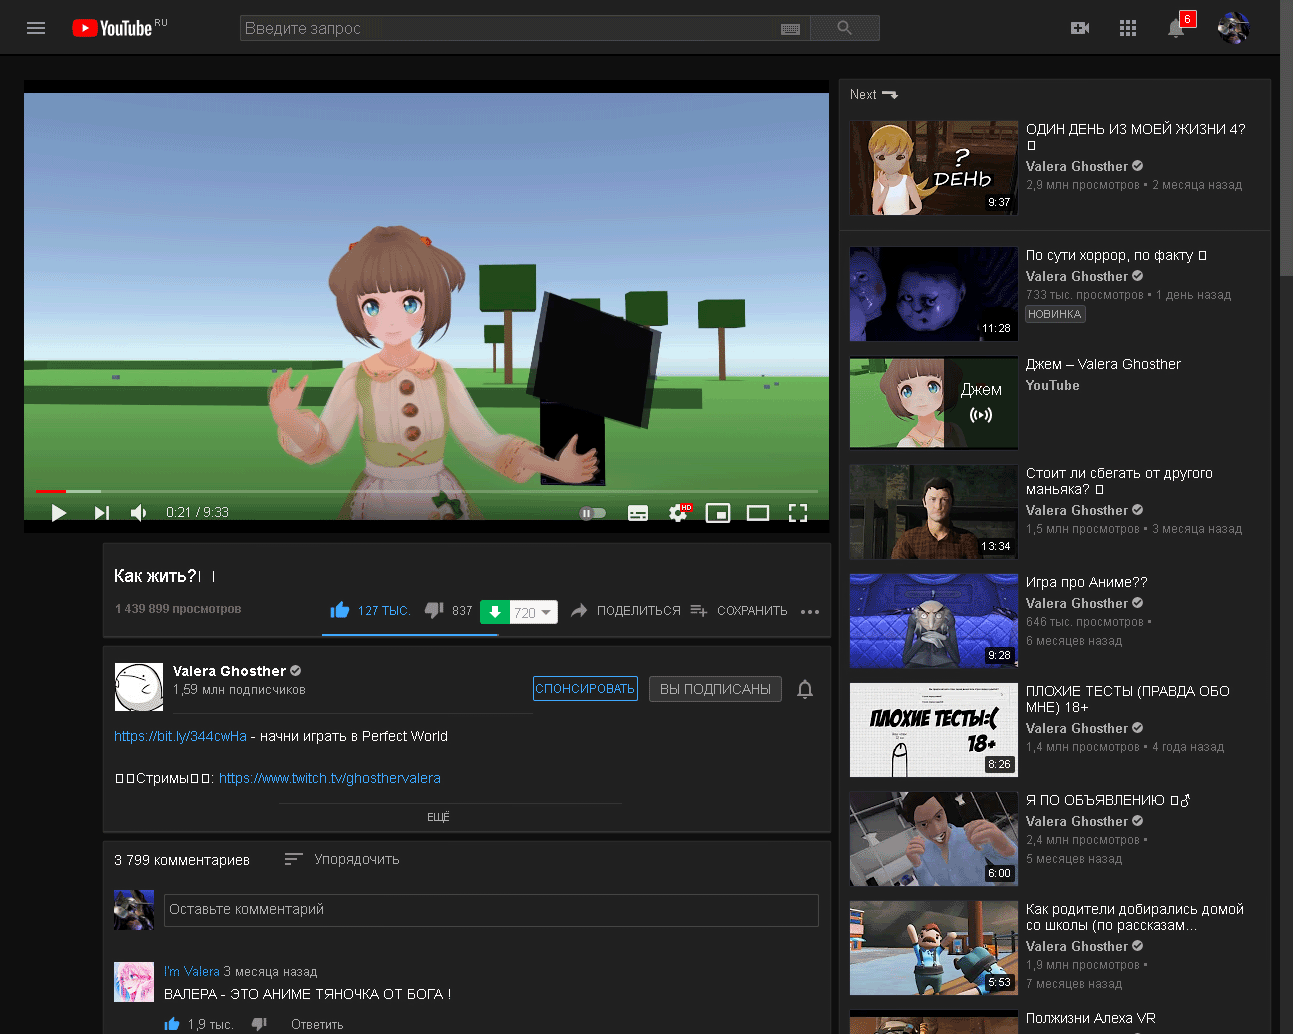 YouTube RU
Введите запрос
6
Next
ОДИН ДЕНЬ ИЗ МОЕЙ ЖИЗНИ 4?
Valera Ghosther
2,9 млн просмотров • 2 месяца назад
?
ДЕНЬ
9:37
По сути хоррор, по факту
Valera Ghosther
733 тыс. просмотров • 1 день назад
НОВИНКА
11:28
Джем – Valera Ghosther
YouTube
Джем
Стоит ли сбегать от другого
маньяка?
Valera Ghosther
1,5 млн просмотров • 3 месяца назад
13:34
Игра про Аниме??
Valera Ghosther
646 тыс. просмотров •
6 месяцев назад
9:28
ПЛОХИЕ ТЕСТЫ (ПРАВДА ОБО
МНЕ) 18+
Valera Ghosther
1,4 млн просмотров • 4 года назад
ПЛОХИЕ ТЕСТЫ:(
18+
8:26
Я ПО ОБЪЯВЛЕНИЮ ♂
Valera Ghosther
2,4 млн просмотров •
5 месяцев назад
6:00
Как родители добирались домой
со школы (по рассказам...
Valera Ghosther
1,9 млн просмотров •
7 месяцев назад
5:53
Полжизни Алеха VR
0:21 / 9:33
HD
Как жить?
1 439 899 просмотров
127 ТЫС.
837
720
ПОДЕЛИТЬСЯ
СОХРАНИТЬ
Valera Ghosther
1,59 млн подписчиков
СПОНСИРОВАТЬ
ВЫ ПОДПИСАНЫ
https://bit.ly/344cwHa - начни играть в Perfect World
Стримы: https://www.twitch.tv/ghosthervalera
ЕЩЁ
3 799 комментариев
Упорядочить
Оставьте комментарий
I'm Valera 3 месяца назад
ВАЛЕРА - ЭТО АНИМЕ ТЯНОЧКА ОТ БОГА !
1,9 тыс.
Ответить